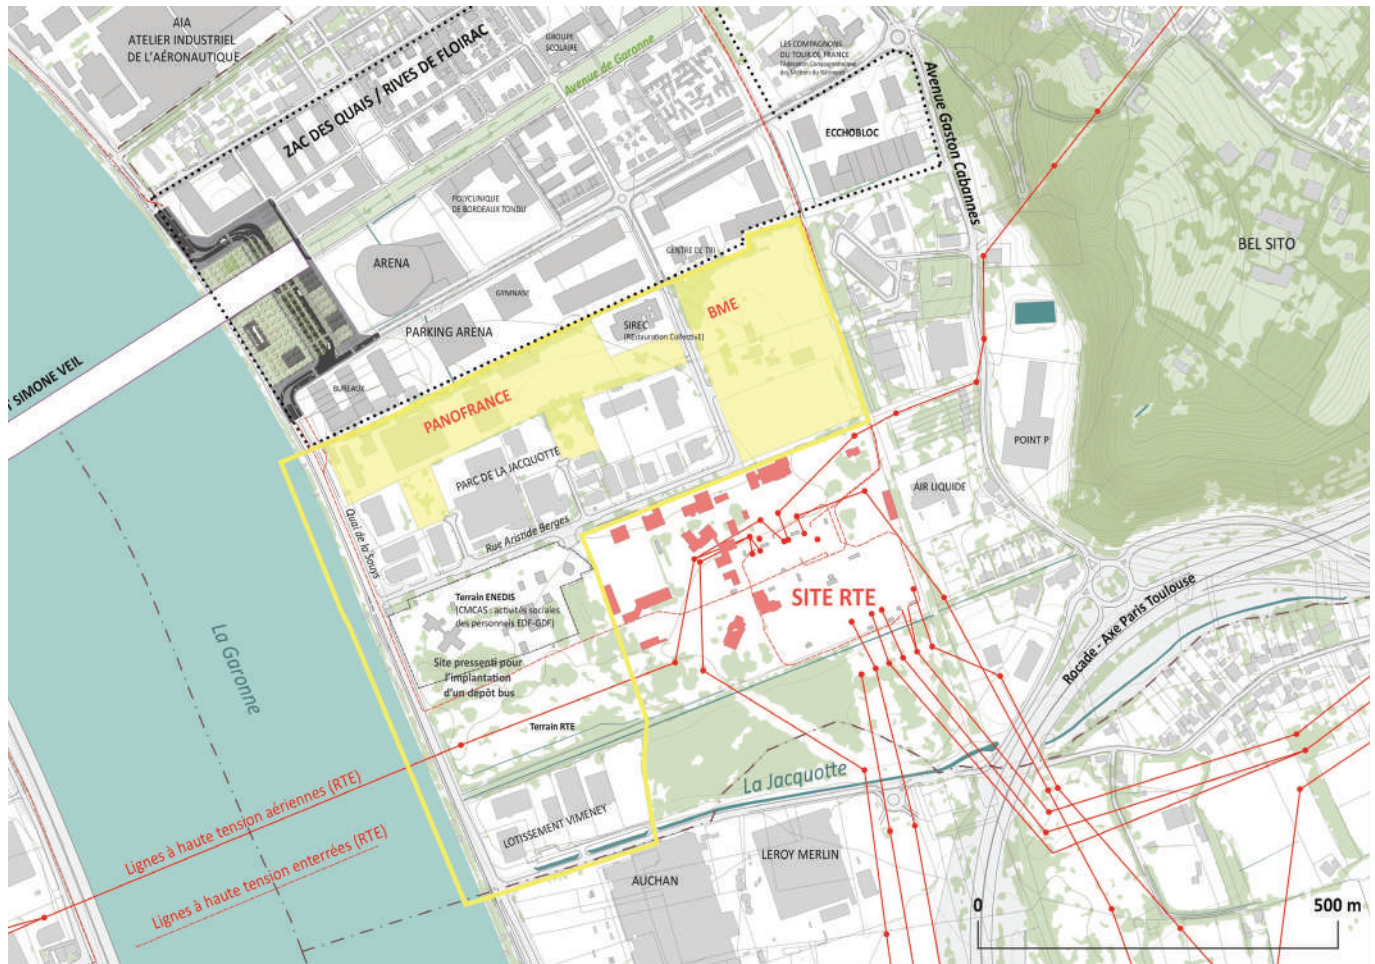 AIA
ATELIER INDUSTRIEL
DE L'AÉRONAUTIQUE
ZAC DES QUAIS / RIVES DE FLOIRAC
GROUPE
SCOLAIRE
Avenue de Garonne
LES COMPAGNONS
DU TOUR DE FRANCE
Avenue Gaston Cabannes
ECCHOBLOC
POLYCLINIQUE
DE BORDEAUX TONDU
BEL SITO
ARENA
CENTRE DE TRI
GYMNASE
PARKING ARENA
SIREC
(REstauration CollectivE)
BME
T SIMONE VEIL
BUREAUX
PANOFRANCE
POINT P
PARC DE LA JACQUOTTE
AIR LIQUIDE
Quai de la Souys
Rue Aristide Berges
Terrain ENEDIS
(CMCAS : activités sociales
des personnels EDF-GDF)
SITE RTE
Rocade - Axe Paris Toulouse
La Garonne
Site pressenti pour
l'implantation
d'un dépôt bus
Terrain RTE
La Jacquotte
Lignes à haute tension aériennes (RTE)
LOTISSEMENT VIMENEY
Lignes à haute tension enterrées (RTE)
LEROY MERLIN
AUCHAN
0
500 m